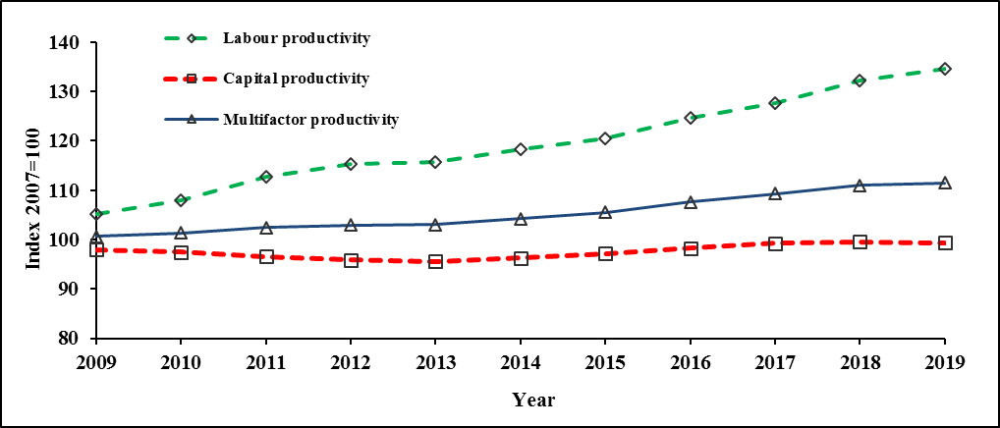 Labour productivity
Capital productivity
Multifactor productivity
Index 2007=100
140
130
120
110
100
90
80
2009 2010 2011 2012 2013 2014 2015 2016 2017 2018 2019
Year